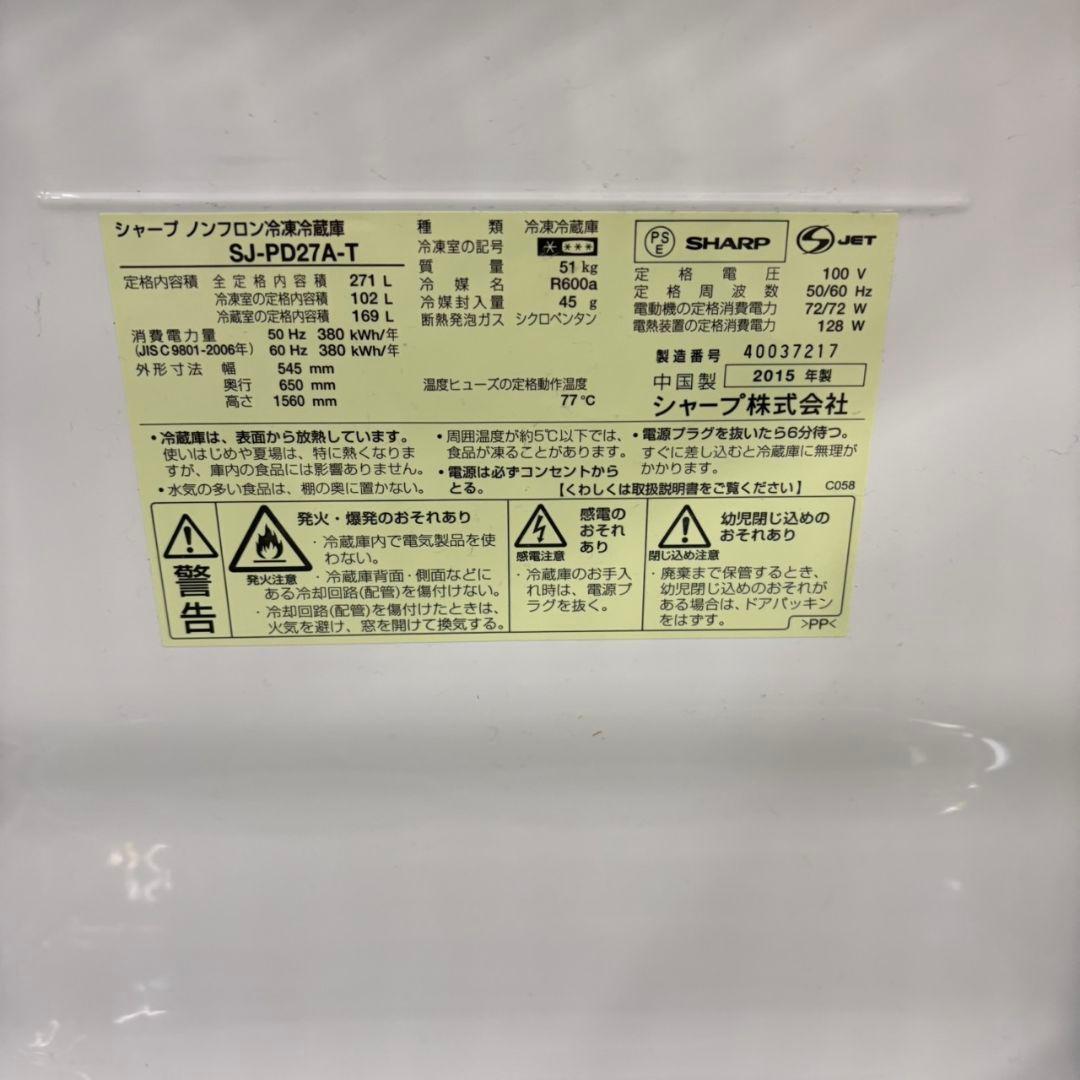 シャープ ノンフロン冷凍冷蔵庫
SJ-PD27A-T
定格内容積 全定格内容積 271 L
冷凍室の定格内容積 102 L
冷蔵室の定格内容積 169 L
消費電力量 50 Hz 380 kWh/年
(JIS C 9801-2006年) 60 Hz 380 kWh/年
外形寸法 幅 545 mm
奥行 650 mm
高さ 1560 mm
種類 冷凍冷蔵庫
冷凍室の記号 ****
質量 51 kg
冷媒名 R600a
冷媒封入量 45 g
断熱発泡ガス シクロペンタン
温度ヒューズの定格動作温度
77℃
PSE SHARP S JET
定格電圧 100 V
定格周波数 50/60 Hz
電動機の定格消費電力 72/72 W
電熱装置の定格消費電力 128 W
製造番号 40037217
中国製 2015 年製
シャープ株式会社
・冷蔵庫は、表面から放熱しています。
使いはじめや夏場は、特に熱くなりま
すが、庫内の食品には影響ありません。
・水気の多い食品は、棚の奥に置かない。
・周囲温度が約5℃以下では、
食品が凍ることがあります。
・電源は必ずコンセントから
とる。
・電源プラグを抜いたら6分待つ。
すぐに差し込むと冷蔵庫に無理が
かかります。
【くわしくは取扱説明書をご覧ください】 C058
警告
発火・爆発のおそれあり
発火注意
・冷蔵庫内で電気製品を使
わない。
・冷蔵庫背面・側面などに
ある冷却回路(配管)を傷付けない。
・冷却回路(配管)を傷付けたときは、
火気を避け、窓を開けて換気する。
感電の
おそれ
あり
感電注意
・冷蔵庫のお手入
れ時は、電源プ
ラグを抜く。
幼児閉じ込めの
おそれあり
閉じ込め注意
・廃棄まで保管するとき、
幼児閉じ込めのおそれが
ある場合は、ドアパッキン
をはずす。
>PP<